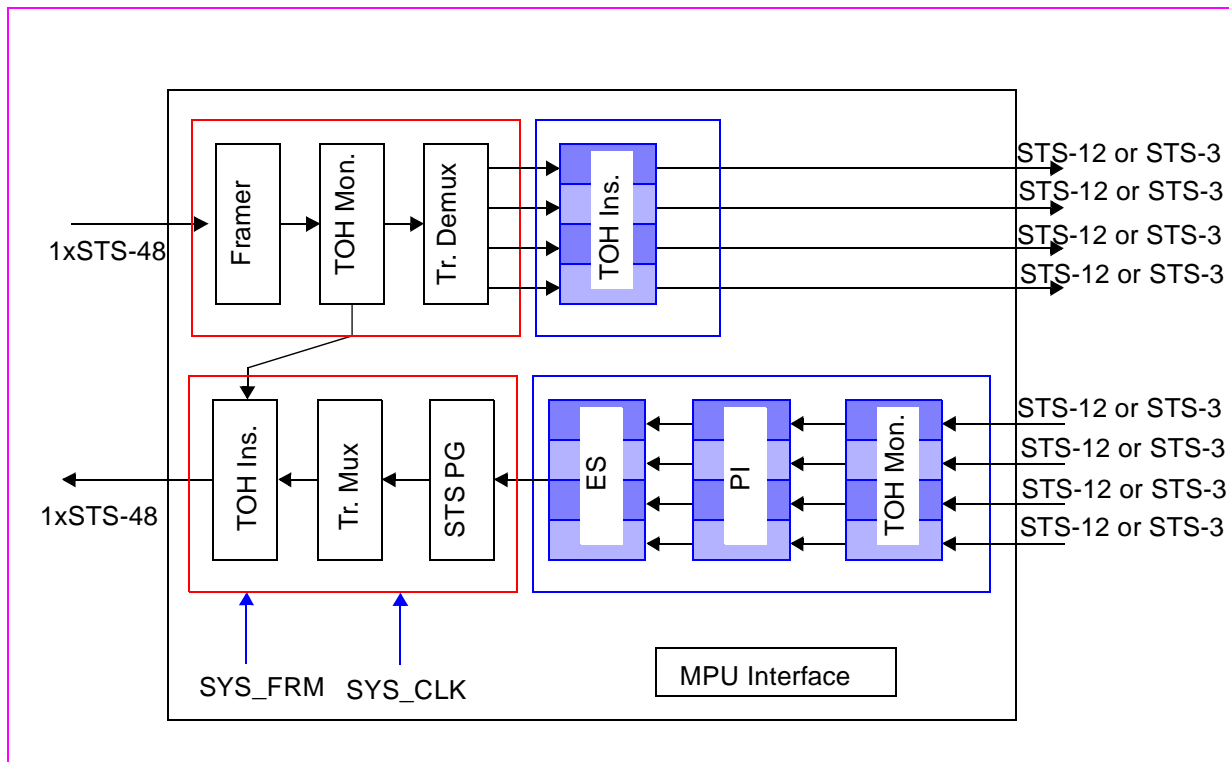 1xSTS-48
Framer
TOH Mon.
Tr. Demux
TOH Ins.
STS-12 or STS-3
STS-12 or STS-3
STS-12 or STS-3
STS-12 or STS-3
1xSTS-48
TOH Ins.
Tr. Mux
STS PG
ES
PI
TOH Mon.
STS-12 or STS-3
STS-12 or STS-3
STS-12 or STS-3
STS-12 or STS-3
SYS_FRM
SYS_CLK
MPU Interface